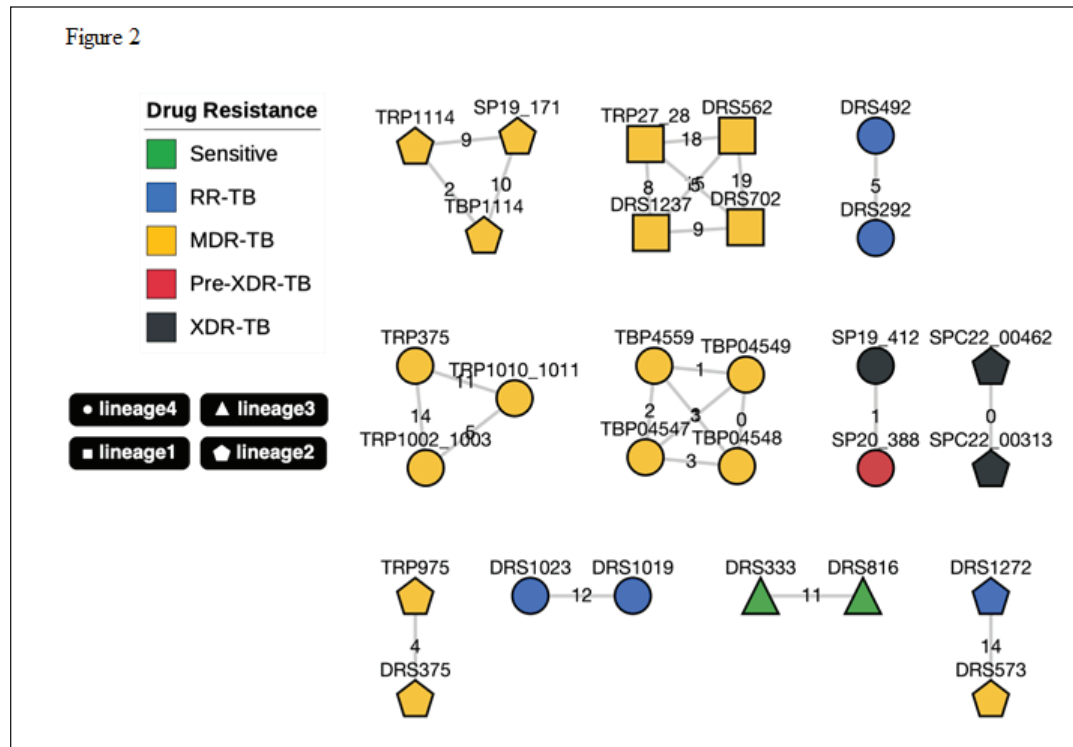 Figure 2
Drug Resistance
Sensitive
RR-TB
MDR-TB
Pre-XDR-TB
XDR-TB
lineage4
lineage3
lineage1
lineage2
TRP1114
SP19_171
9
2
10
TBP1114
TRP27_28
DRS562
18
8
19
DRS1237
DRS702
9
DRS492
5
DRS292
TRP375
TRP1010_1011
11
14
5
TRP1002_1003
TBP4559
TBP04549
1
2
3
0
TBP04547
TBP04548
3
SP19_412
1
SP20_388
SPC22_00462
0
SPC22_00313
TRP975
4
DRS375
DRS1023
DRS1019
12
DRS333
DRS816
11
DRS1272
14
DRS573